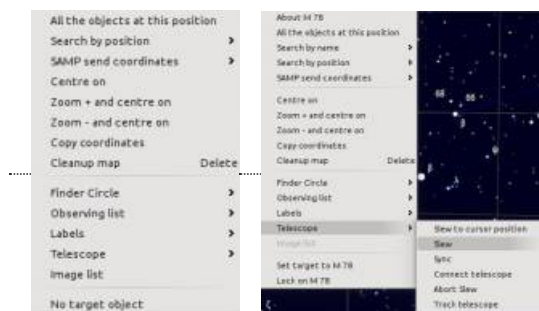 All the objects at this position
Search by position
SAMP send coordinates
Centre on
Zoom + and centre on
Zoom - and centre on
Copy coordinates
Cleanup map Delete
Finder Circle
Observing list
Labels
Telescope
Image list
No target object
About M 78
All the objects at this position
Search by name
Search by position
SAMP send coordinates
Centre on
Zoom + and centre on
Zoom - and centre on
Copy coordinates
Cleanup map Delete
Finder Circle
Observing list
Labels
Telescope
Image list
Set target to M 78
Lock on M 78
Slew to cursor position
Slew
Sync
Connect telescope
Abort Slew
Track telescope